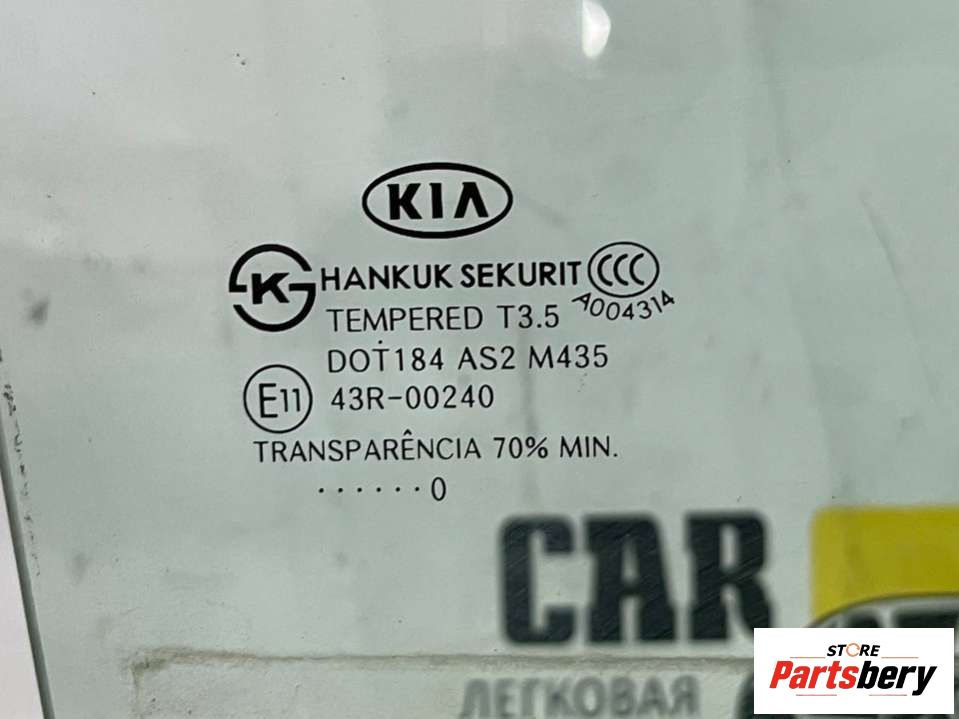 KIA
K HANKUK SEKURIT CCC
A004314
TEMPERED T3.5
DOT184 AS2 M435
E11 43R-00240
TRANSPARÊNCIA 70% MIN.
······0
CAR
ЛЕГКОВАЯ
STORE
Partsbery